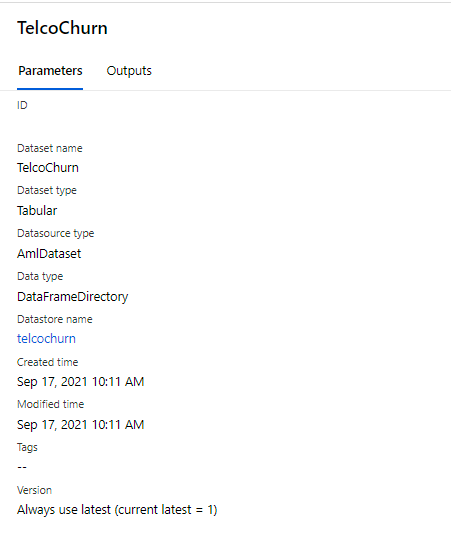 TelcoChurn
Parameters Outputs
ID
Dataset name
TelcoChurn
Dataset type
Tabular
Datasource type
AmlDataset
Data type
DataFrameDirectory
Datastore name
telcochurn
Created time
Sep 17, 2021 10:11 AM
Modified time
Sep 17, 2021 10:11 AM
Tags
--
Version
Always use latest (current latest = 1)